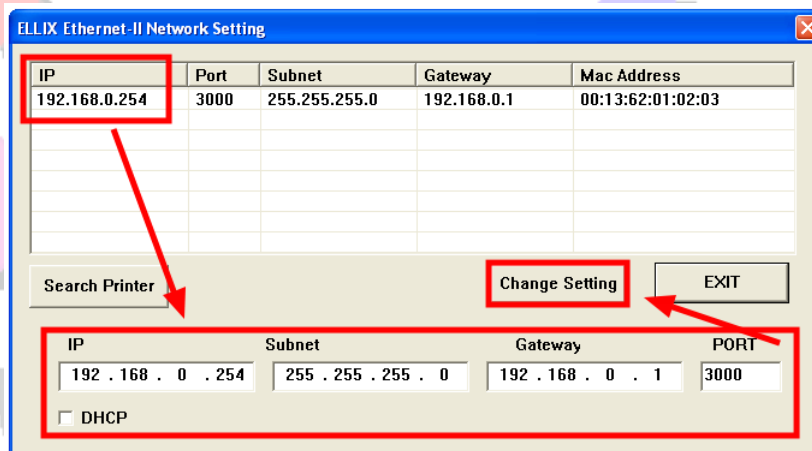 ELLIX Ethernet-II Network Setting
IP Port Subnet Gateway Mac Address
192.168.0.254 3000 255.255.255.0 192.168.0.1 00:13:62:01:02:03
Search Printer Change Setting EXIT
IP Subnet Gateway PORT
192 . 168 . 0 . 254 255 . 255 . 255 . 0 192 . 168 . 0 . 1 3000
DHCP